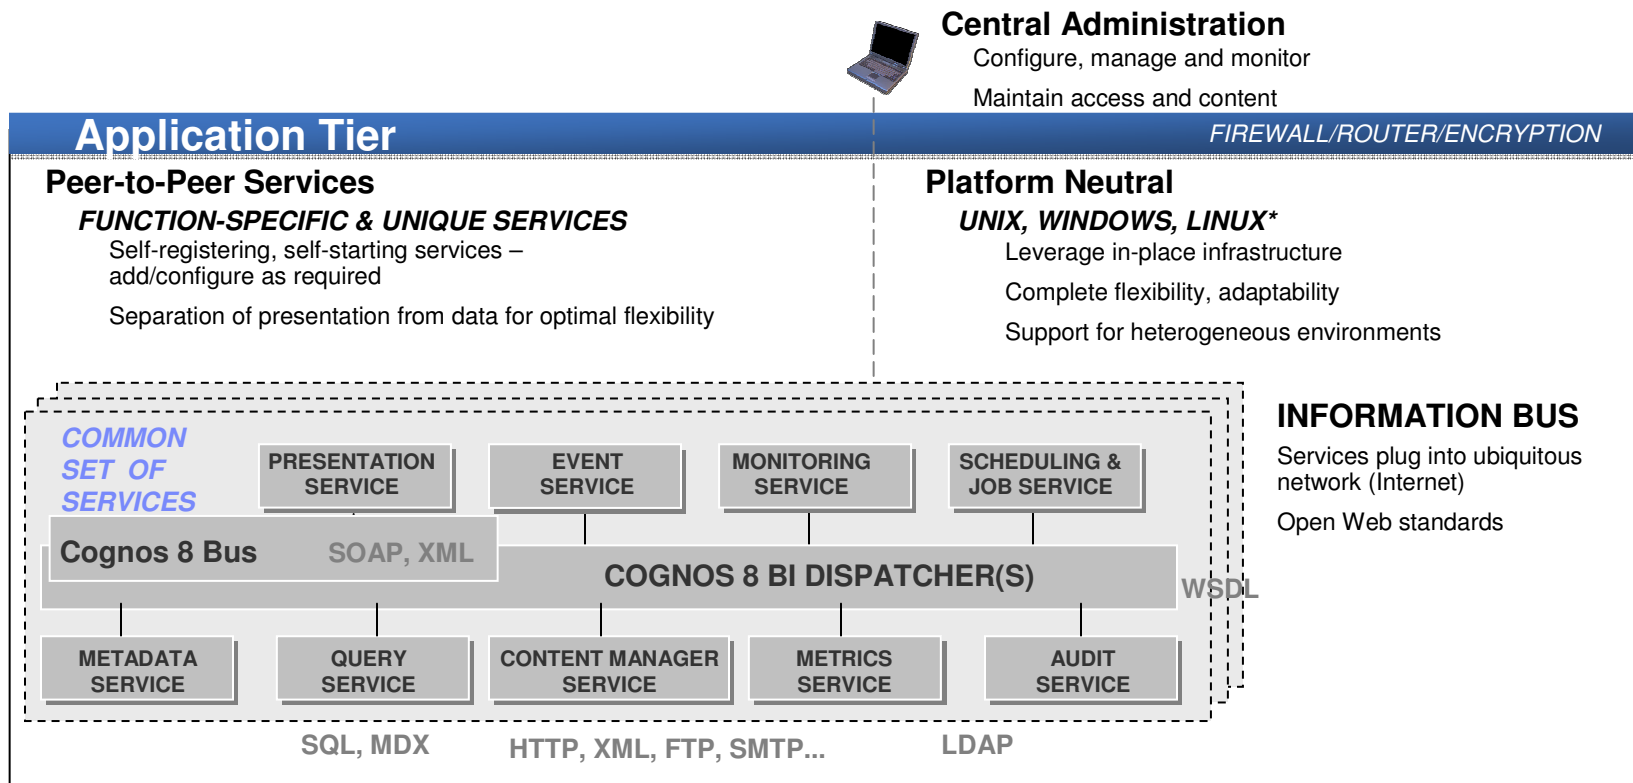 Central Administration
Configure, manage and monitor
Maintain access and content
Application Tier
FIREWALL/ROUTER/ENCRYPTION
Peer-to-Peer Services
FUNCTION-SPECIFIC & UNIQUE SERVICES
Self-registering, self-starting services –
add/configure as required
Separation of presentation from data for optimal flexibility
Platform Neutral
UNIX, WINDOWS, LINUX*
Leverage in-place infrastructure
Complete flexibility, adaptability
Support for heterogeneous environments
INFORMATION BUS
Services plug into ubiquitous
network (Internet)
Open Web standards
COMMON
SET OF
SERVICES
PRESENTATION
SERVICE
EVENT
SERVICE
MONITORING
SERVICE
SCHEDULING &
JOB SERVICE
Cognos 8 Bus
SOAP, XML
COGNOS 8 BI DISPATCHER(S)
WSDL
METADATA
SERVICE
QUERY
SERVICE
CONTENT MANAGER
SERVICE
METRICS
SERVICE
AUDIT
SERVICE
SQL, MDX
HTTP, XML, FTP, SMTP...
LDAP